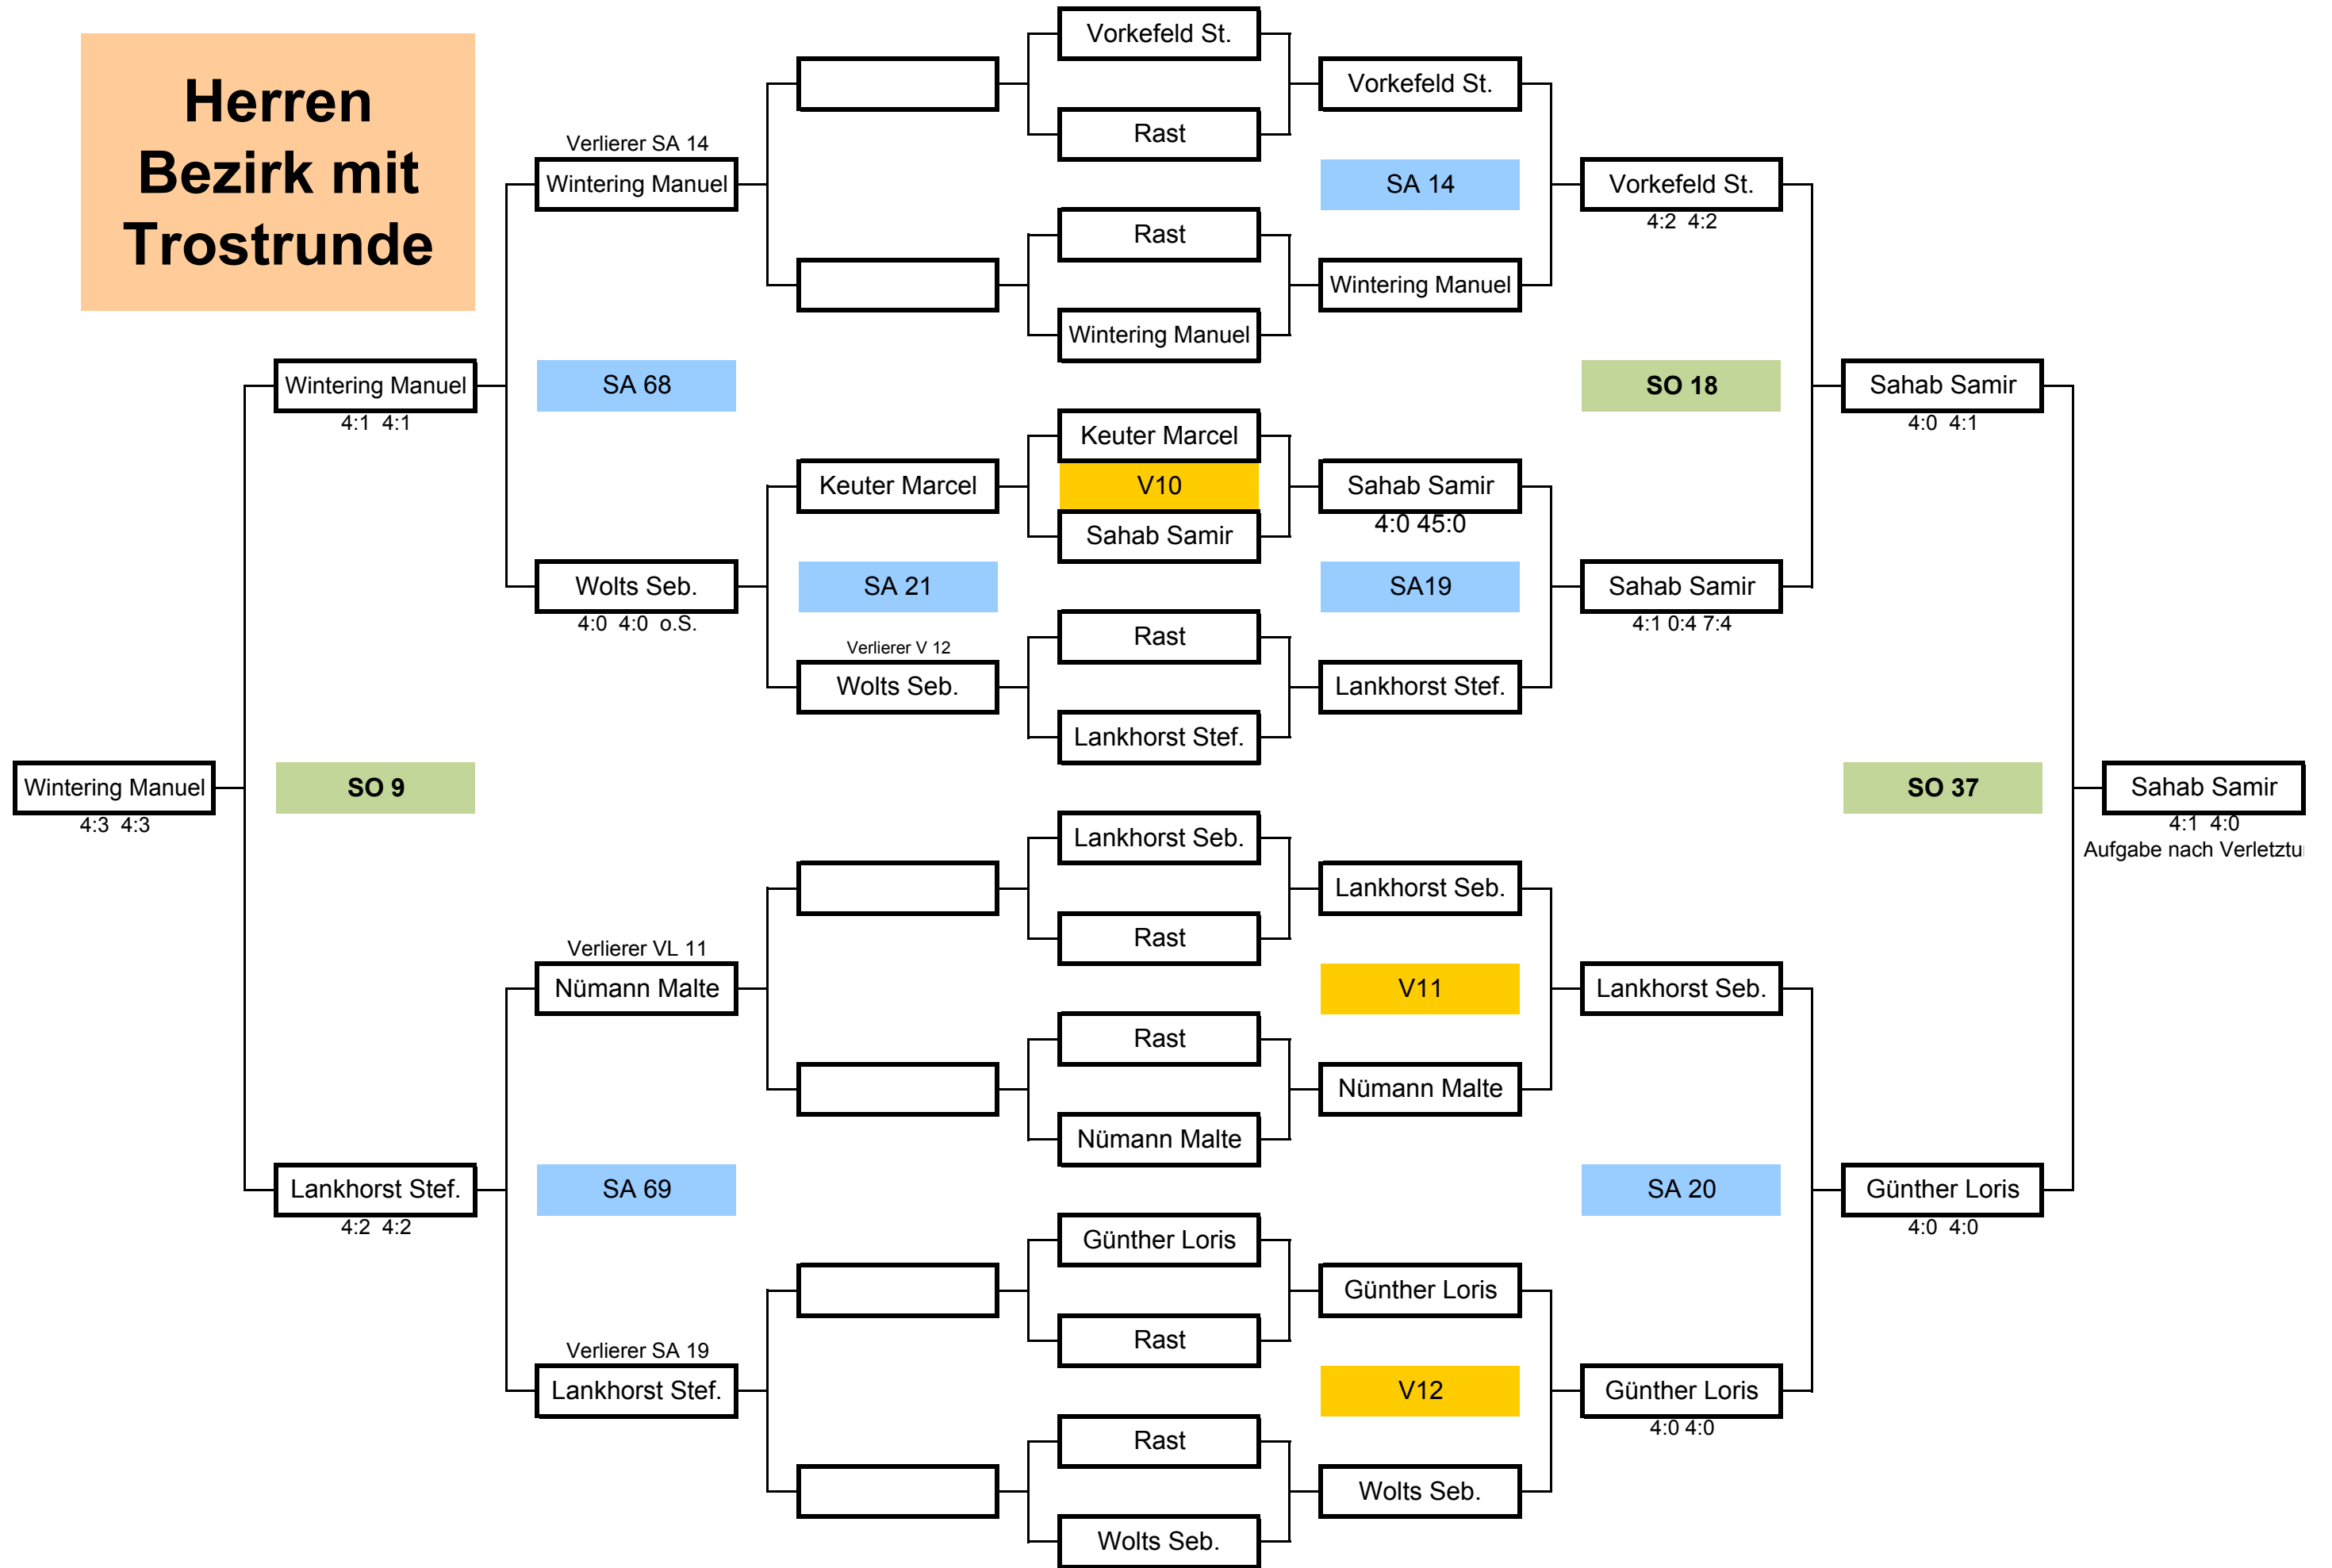 Herren
Bezirk mit
Trostrunde
Vorkefeld St.
Vorkefeld St.
Rast
Verlierer SA 14
Wintering Manuel
SA 14
Vorkefeld St.
4:2 4:2
Rast
Wintering Manuel
Wintering Manuel
Wintering Manuel
4:1 4:1
SA 68
SO 18
Sahab Samir
4:0 4:1
Keuter Marcel
Keuter Marcel
V10
Sahab Samir
4:0 45:0
Sahab Samir
Wolts Seb.
4:0 4:0 o.S.
SA 21
SA19
Sahab Samir
4:1 0:4 7:4
Rast
Verlierer V 12
Wolts Seb.
Lankhorst Stef.
Lankhorst Stef.
Wintering Manuel
4:3 4:3
SO 9
SO 37
Sahab Samir
4:1 4:0
Aufgabe nach Verletztu
Lankhorst Seb.
Lankhorst Seb.
Rast
Verlierer VL 11
Nümann Malte
V11
Lankhorst Seb.
Rast
Nümann Malte
Nümann Malte
Lankhorst Stef.
4:2 4:2
SA 69
SA 20
Günther Loris
4:0 4:0
Günther Loris
Günther Loris
Rast
Verlierer SA 19
Lankhorst Stef.
V12
Günther Loris
4:0 4:0
Rast
Wolts Seb.
Wolts Seb.